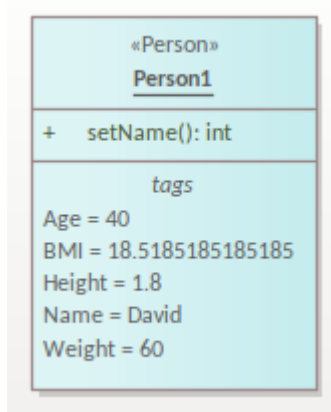 «Person»
Person1
+ setName(): int
tags
Age = 40
BMI = 18.5185185185185
Height = 1.8
Name = David
Weight = 60